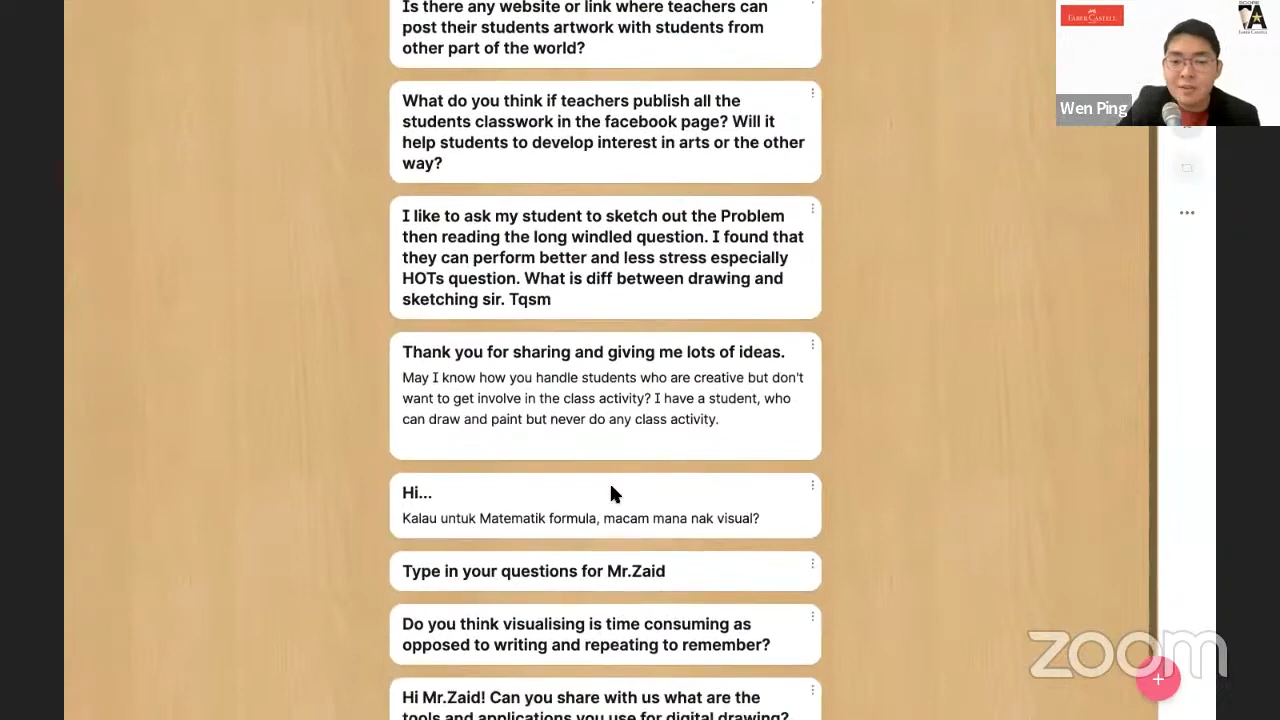 Is there any website or link where teachers can
post their students artwork with students from
other part of the world?
What do you think if teachers publish all the
students classwork in the facebook page? Will it
help students to develop interest in arts or the other
way?
I like to ask my student to sketch out the Problem
then reading the long windled question. I found that
they can perform better and less stress especially
HOTs question. What is diff between drawing and
sketching sir. Tqsm
Thank you for sharing and giving me lots of ideas.
May I know how you handle students who are creative but don't
want to get involve in the class activity? I have a student, who
can draw and paint but never do any class activity.
Hi...
Kalau untuk Matematik formula, macam mana nak visual?
Type in your questions for Mr.Zaid
Do you think visualising is time consuming as
opposed to writing and repeating to remember?
Hi Mr.Zaid! Can you share with us what are the
tools and applications you use for digital drawing?
FABER-CASTELL
Wen Ping
zoom